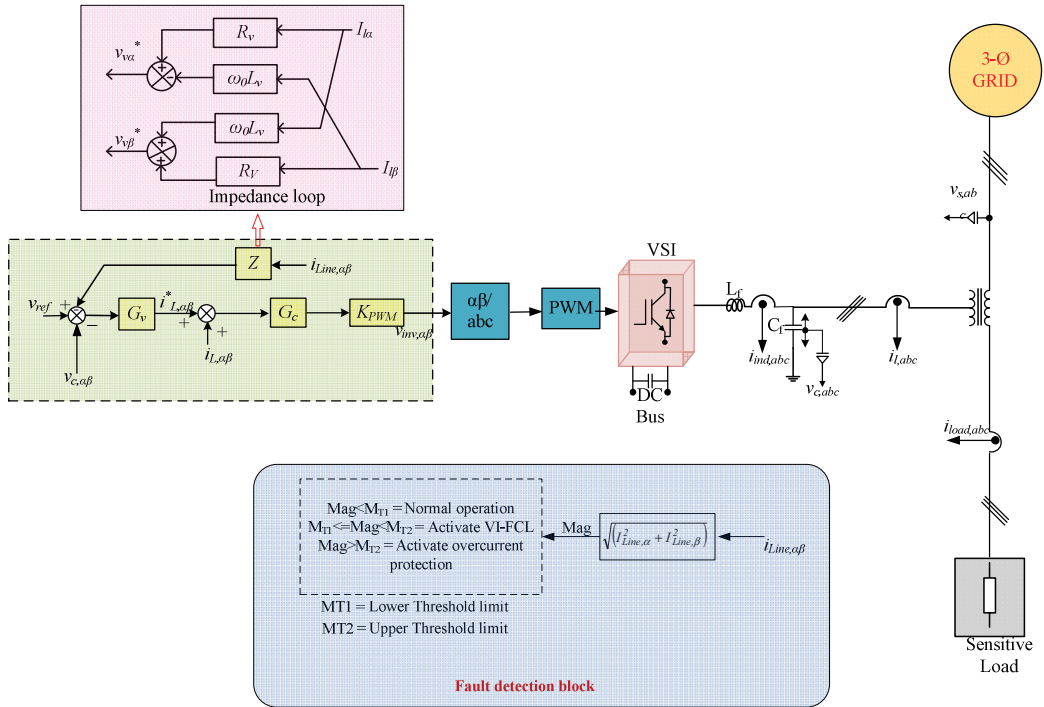 R_v
I_lα
v_vα*
+
-
ω_0L_v
ω_0L_v
v_vβ*
+
+
R_V
I_lβ
Impedance loop
3-Ø
GRID
v_s,ab
c
Z
i_Line,αβ
v_ref
+
−
G_v
i*_L,αβ
+
+
G_c
K_PWM
v_inv,αβ
i_L,αβ
v_c,αβ
αβ/
abc
PWM
VSI
DC
Bus
L_f
C_f
i_ind,abc
v_c,abc
i_l,abc
i_load,abc
Sensitive
Load
Mag<M_T1 = Normal operation
M_T1<=Mag<M_T2 = Activate VI-FCL
Mag>M_T2 = Activate overcurrent
protection
Mag
√(I²_Line,α + I²_Line,β)
i_Line,αβ
MT1 = Lower Threshold limit
MT2 = Upper Threshold limit
Fault detection block